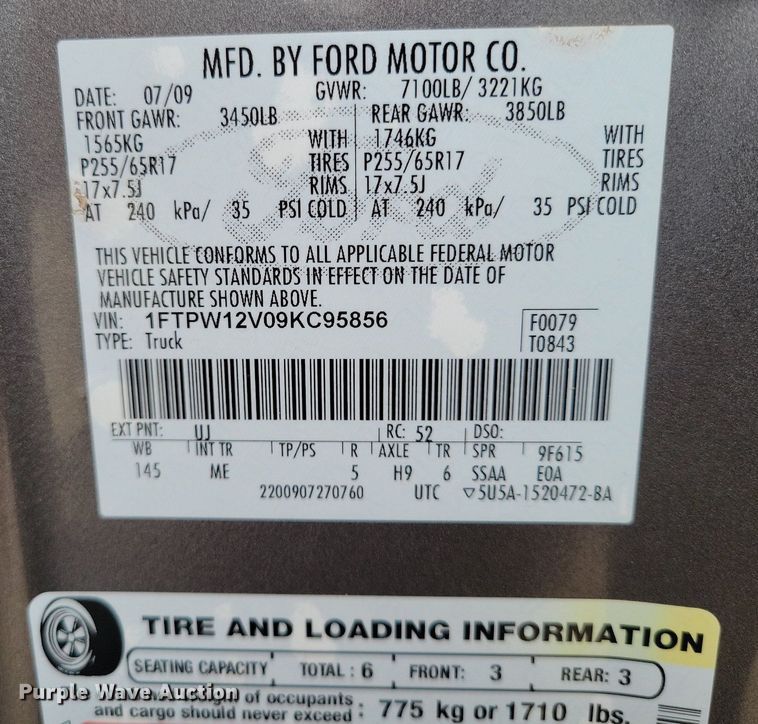 MFD. BY FORD MOTOR CO.
DATE: 07/09 GVWR: 7100LB/ 3221KG
FRONT GAWR: 3450LB REAR GAWR: 3850LB
1565KG WITH 1746KG WITH
P255/65R17 TIRES P255/65R17 TIRES
17x7.5J RIMS 17x7.5J RIMS
AT 240 kPa/ 35 PSI COLD AT 240 kPa/ 35 PSI COLD
Ford
THIS VEHICLE CONFORMS TO ALL APPLICABLE FEDERAL MOTOR
VEHICLE SAFETY STANDARDS IN EFFECT ON THE DATE OF
MANUFACTURE SHOWN ABOVE.
VIN: 1FTPW12V09KC95856 F0079
TYPE: Truck T0843
EXT PNT: UJ RC: 52 DSO:
WB INT TR TP/PS R AXLE TR SPR 9F615
145 ME 5 H9 6 SSAA E0A
2200907270760 UTC ▽5U5A-1520472-BA
TIRE AND LOADING INFORMATION
SEATING CAPACITY TOTAL : 6 FRONT: 3 REAR: 3
Purple Wave Auction
of occupants
and cargo should never exceed : 775 kg or 1710 lbs.